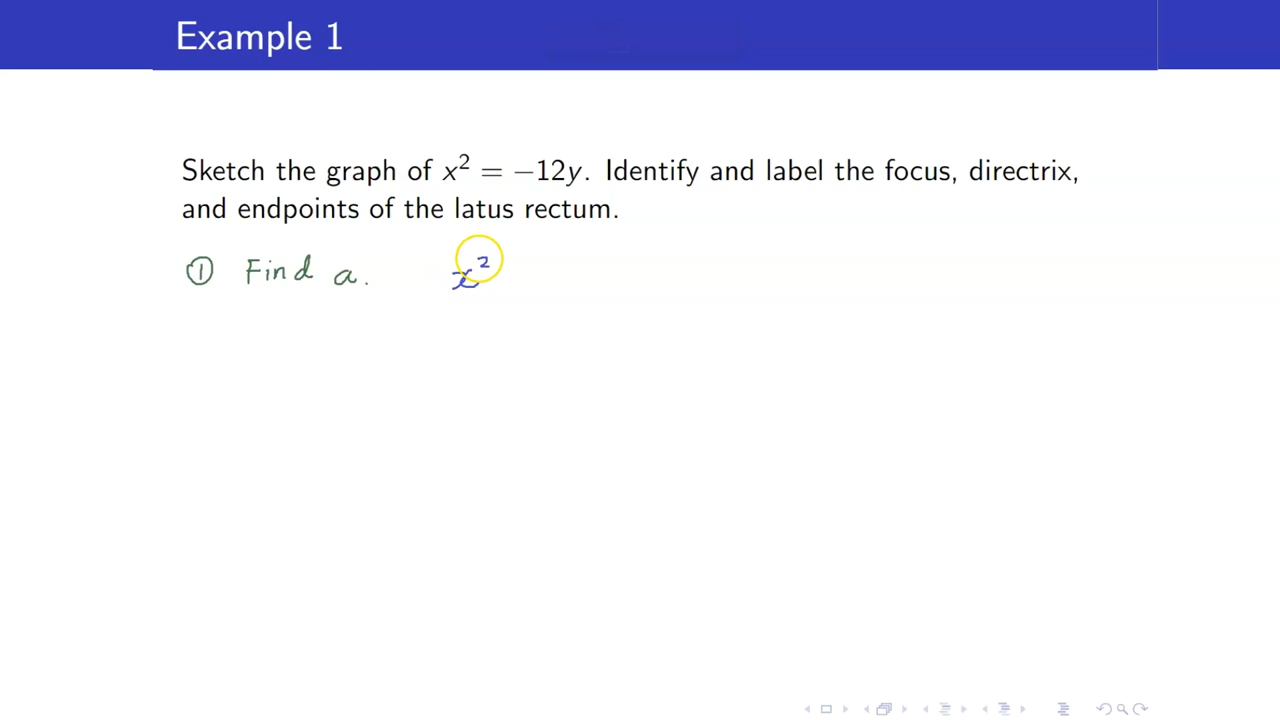 Example 1
Sketch the graph of x² = −12y. Identify and label the focus, directrix,
and endpoints of the latus rectum.
① Find a. x²